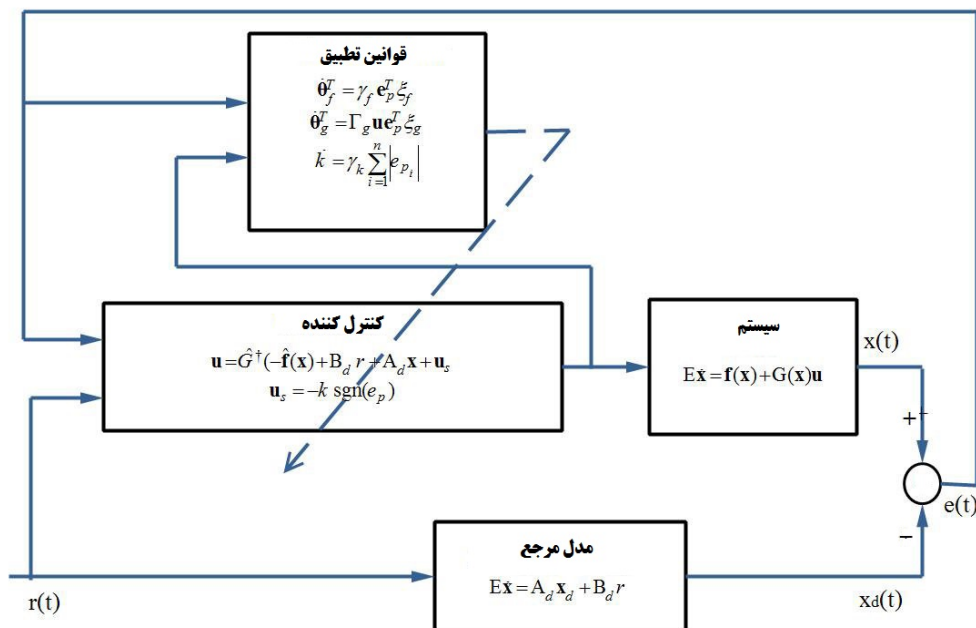 قوانین تطبیق
θ̇_f^T = γ_f e_p^T ξ_f
θ̇_g^T = Γ_g u e_p^T ξ_g
k̇ = γ_k ∑_{i=1}^{n} |e_{p_i}|
کنترل کننده
u = Ĝ†(−f̂(x)+B_d r+A_d x+u_s
u_s = −k sgn(e_p)
سیستم
Eẋ = f(x)+G(x)u
x(t)
+
+
e(t)
−
مدل مرجع
Eẋ = A_d x_d + B_d r
r(t)
x_d(t)